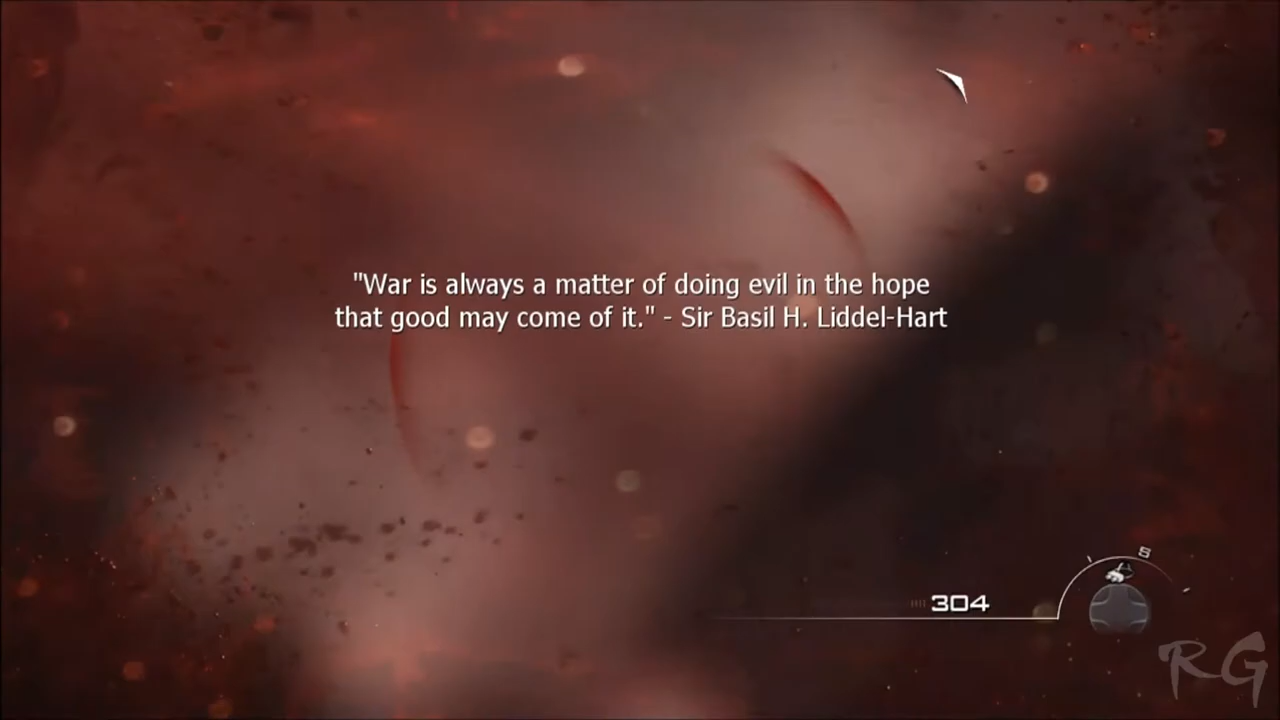 "War is always a matter of doing evil in the hope
that good may come of it." - Sir Basil H. Liddel-Hart
304
S
RG